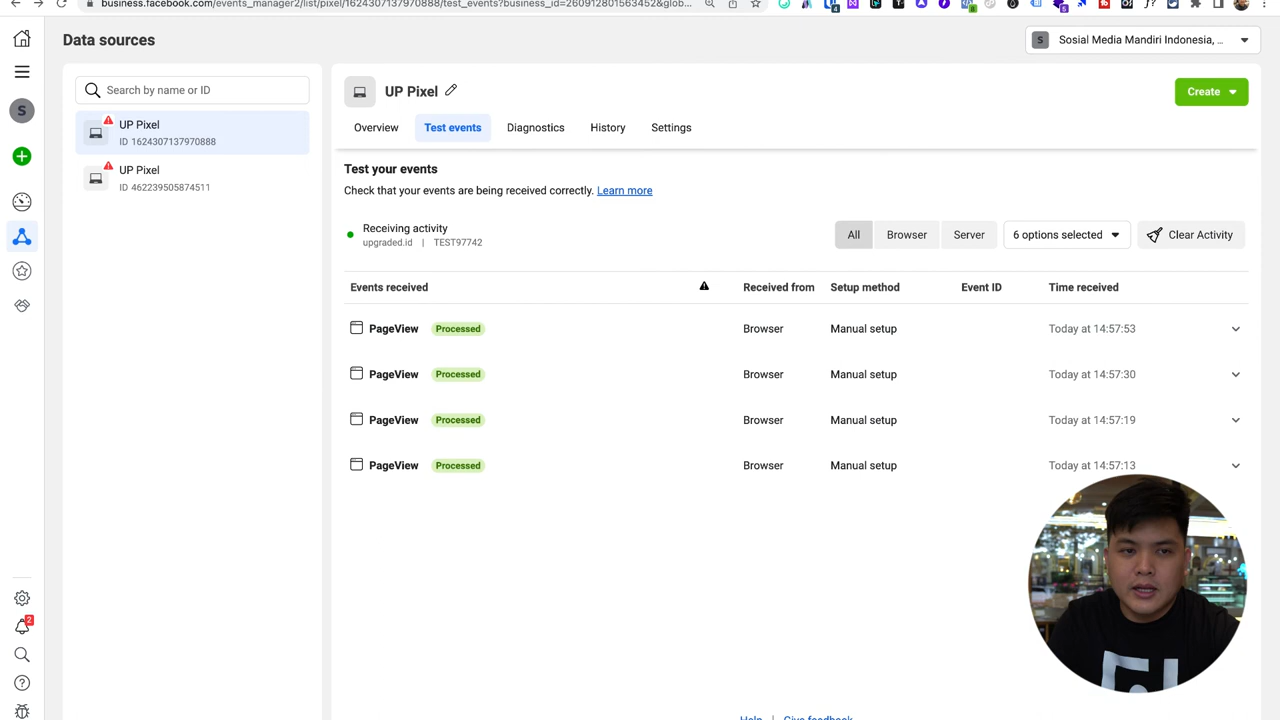 business.facebook.com/events_manager2/list/pixel/1624307137970888/test_events?business_id=260912801563452&glob...
Data sources
S Sosial Media Mandiri Indonesia, ...
Search by name or ID
UP Pixel
ID 1624307137970888
UP Pixel
ID 462239505874511
S
2
UP Pixel
Create
Overview Test events Diagnostics History Settings
Test your events
Check that your events are being received correctly. Learn more
Receiving activity
upgraded.id | TEST97742
All Browser Server 6 options selected Clear Activity
Events received Received from Setup method Event ID Time received
PageView Processed Browser Manual setup Today at 14:57:53
PageView Processed Browser Manual setup Today at 14:57:30
PageView Processed Browser Manual setup Today at 14:57:19
PageView Processed Browser Manual setup Today at 14:57:13
Help | Give feedback